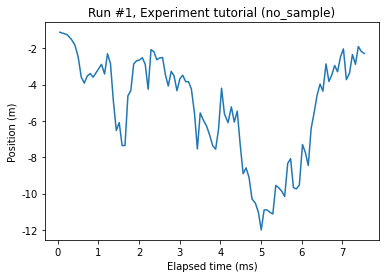 Run #1, Experiment tutorial (no_sample)
Position (m)
-2
-4
-6
-8
-10
-12
0 1 2 3 4 5 6 7
Elapsed time (ms)